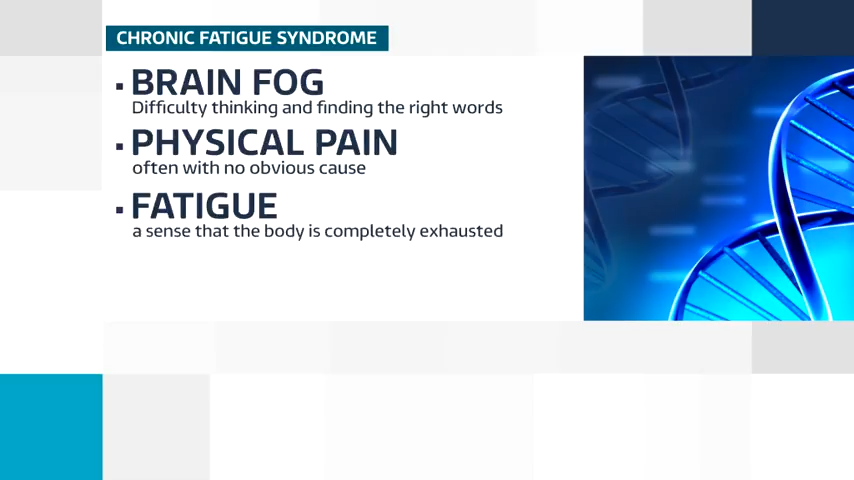 CHRONIC FATIGUE SYNDROME
▪ BRAIN FOG
Difficulty thinking and finding the right words
▪ PHYSICAL PAIN
often with no obvious cause
▪ FATIGUE
a sense that the body is completely exhausted